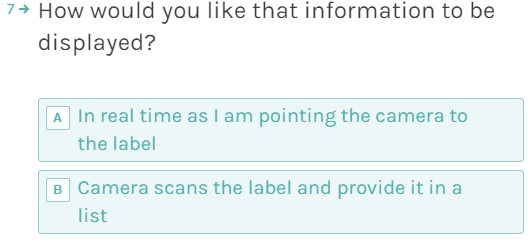 7→ How would you like that information to be
displayed?
A In real time as I am pointing the camera to
the label
B Camera scans the label and provide it in a
list